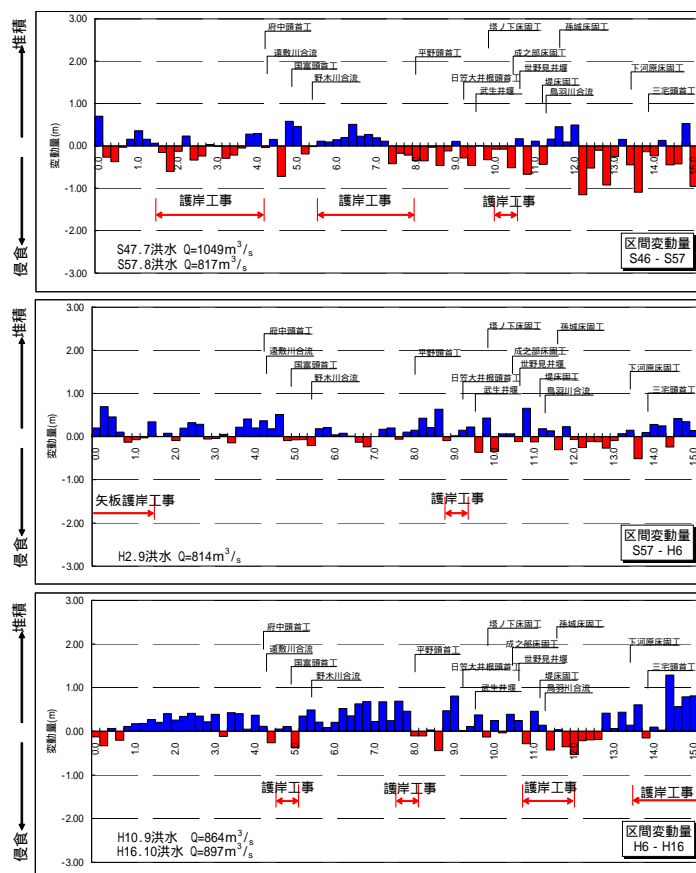 堆積
侵食
変動量(m)
3.00
2.00
1.00
0.00
-1.00
-2.00
-3.00
0.0
1.0
2.0
3.0
4.0
5.0
6.0
7.0
8.0
9.0
10.0
11.0
12.0
13.0
14.0
15.0
府中頭首工
遠敷川合流
国富頭首工
野木川合流
平野頭首工
日笠大井根頭首工
武生井堰
塔ノ下床固工
成之部床固工
世野見井堰
堤床固工
鳥羽川合流
孫城床固工
下河原床固工
三宅頭首工
護岸工事
護岸工事
護岸工事
S47.7洪水 Q=1049m³/s
S57.8洪水 Q=817m³/s
区間変動量
S46 - S57
堆積
侵食
変動量(m)
3.00
2.00
1.00
0.00
-1.00
-2.00
-3.00
0.0
1.0
2.0
3.0
4.0
5.0
6.0
7.0
8.0
9.0
10.0
11.0
12.0
13.0
14.0
15.0
府中頭首工
遠敷川合流
国富頭首工
野木川合流
平野頭首工
日笠大井根頭首工
武生井堰
塔ノ下床固工
成之部床固工
世野見井堰
堤床固工
鳥羽川合流
孫城床固工
下河原床固工
三宅頭首工
矢板護岸工事
護岸工事
H2.9洪水 Q=814m³/s
区間変動量
S57 - H6
堆積
侵食
変動量(m)
3.00
2.00
1.00
0.00
-1.00
-2.00
-3.00
0.0
1.0
2.0
3.0
4.0
5.0
6.0
7.0
8.0
9.0
10.0
11.0
12.0
13.0
14.0
15.0
府中頭首工
遠敷川合流
国富頭首工
野木川合流
平野頭首工
日笠大井根頭首工
武生井堰
塔ノ下床固工
成之部床固工
世野見井堰
堤床固工
鳥羽川合流
孫城床固工
下河原床固工
三宅頭首工
護岸工事
護岸工事
護岸工事
護岸工事
H10.9洪水 Q=864m³/s
H16.10洪水 Q=897m³/s
区間変動量
H6 - H16